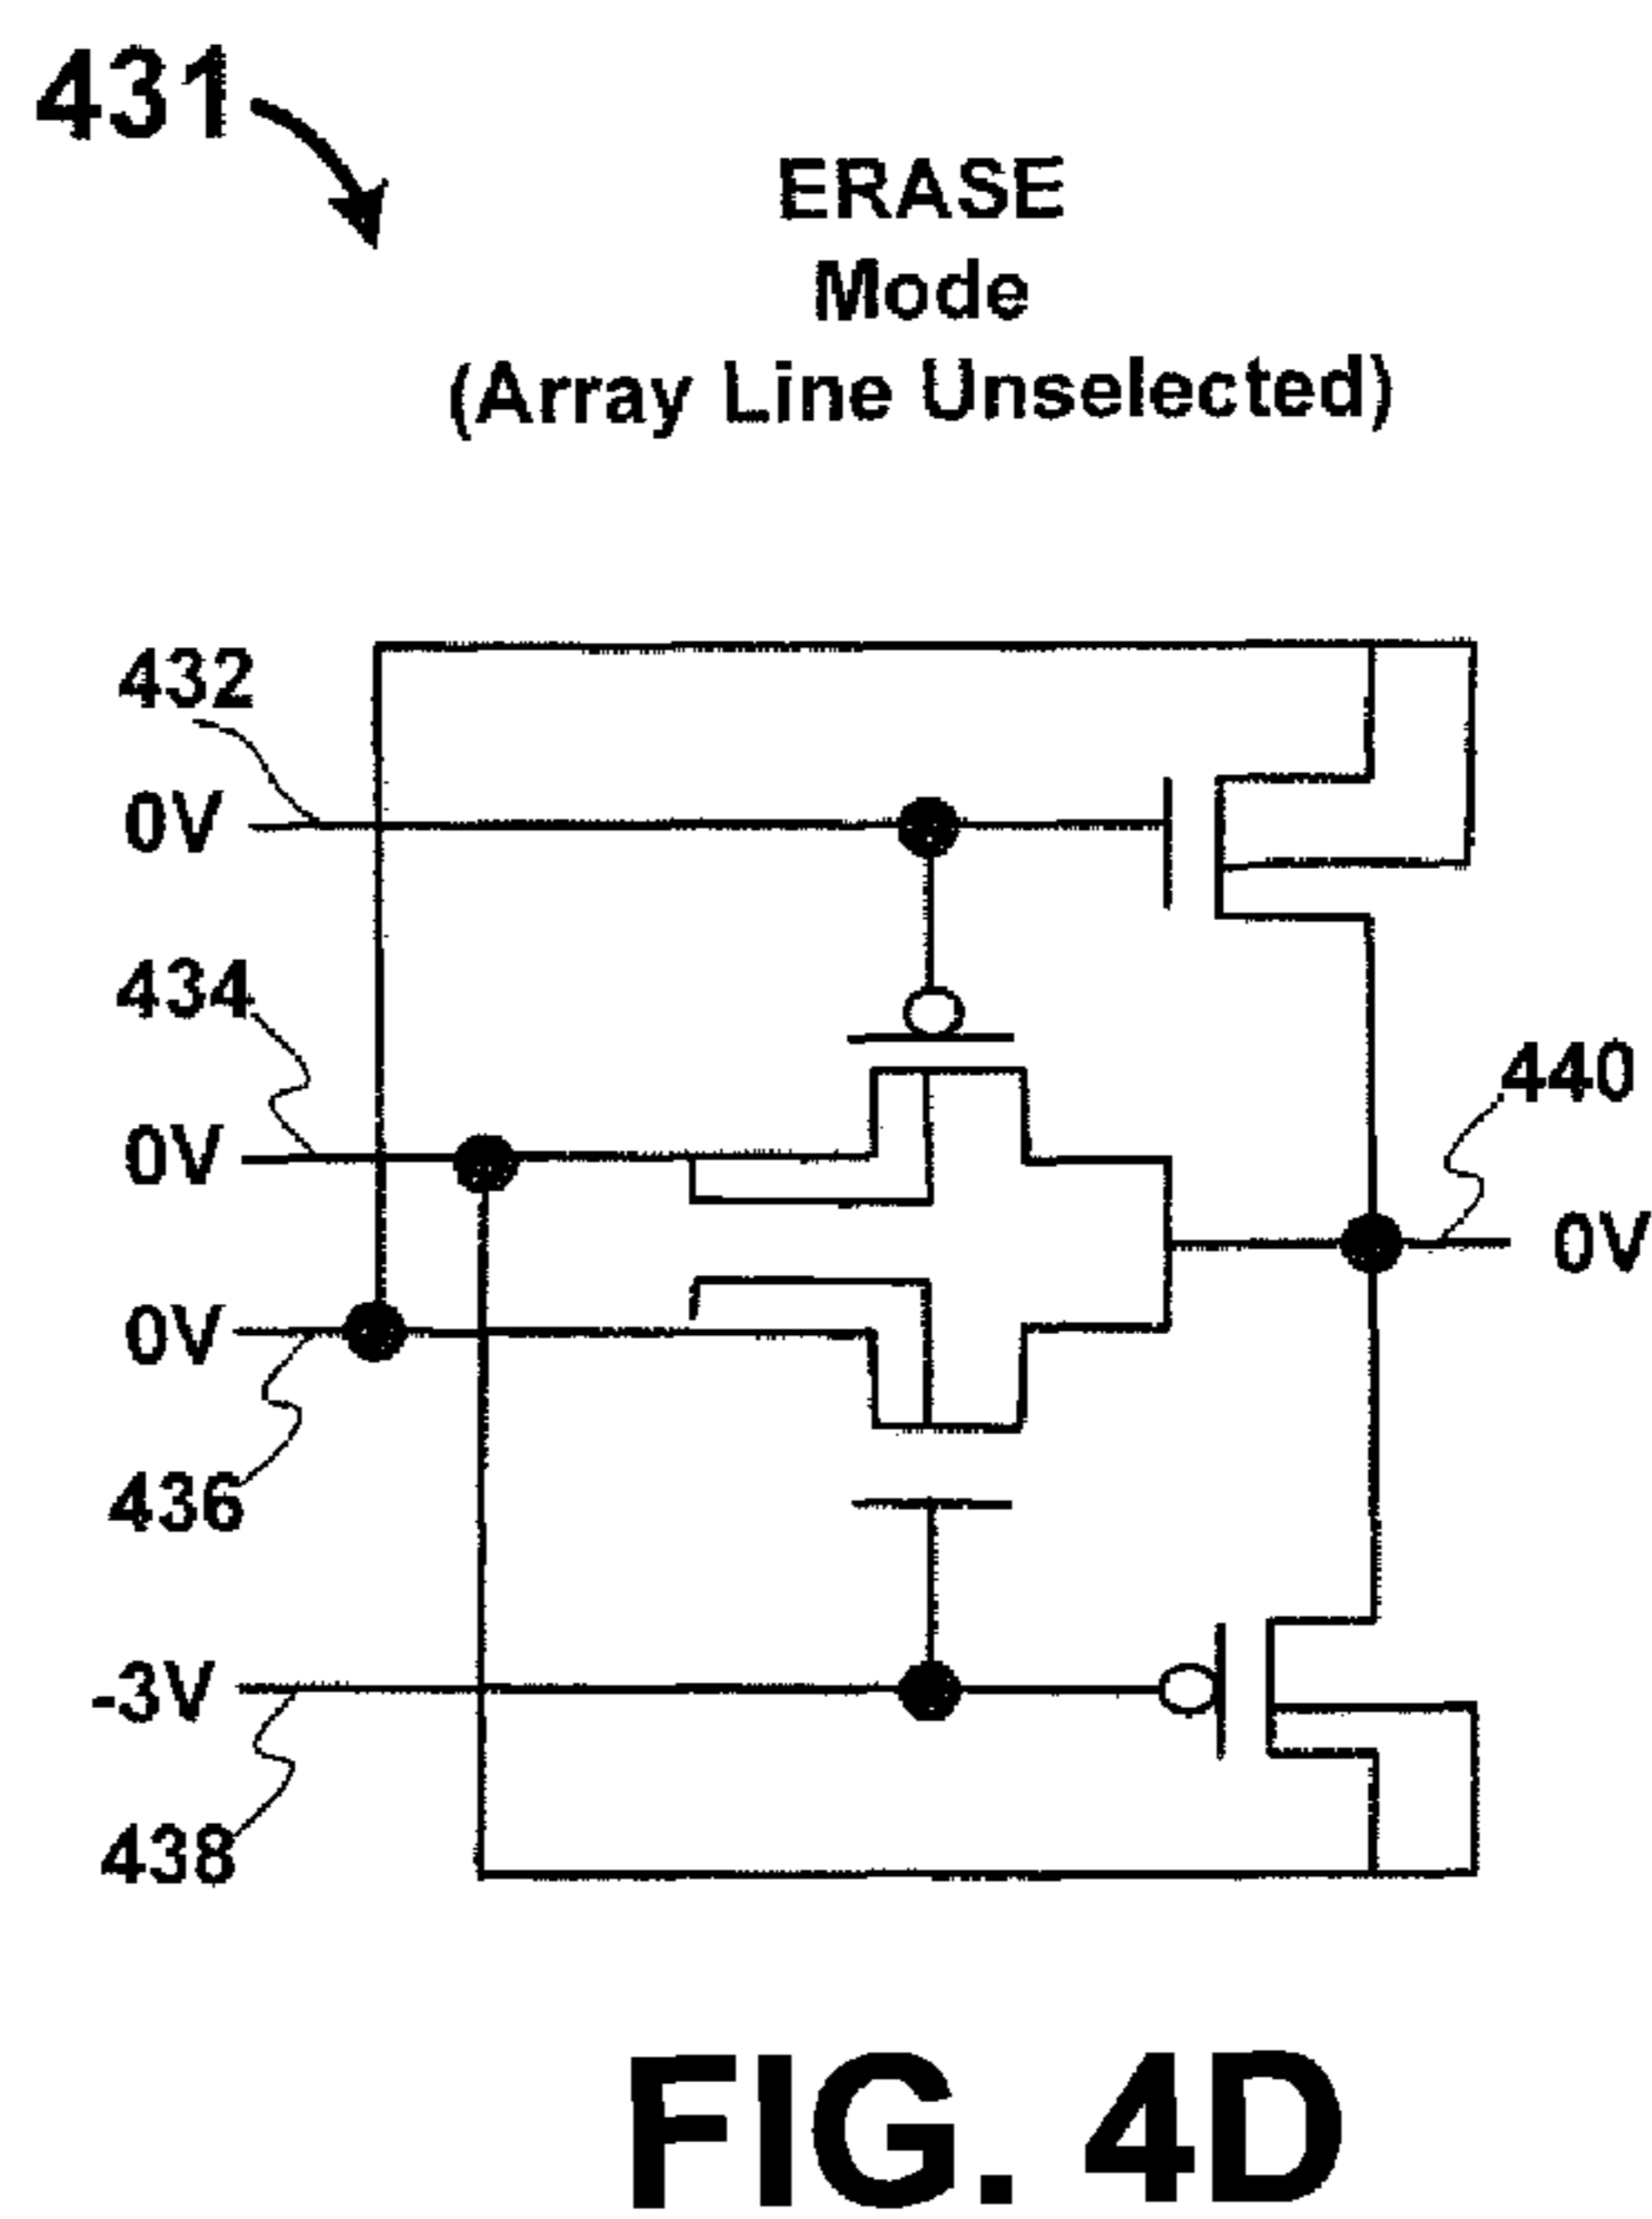 431
ERASE
Mode
(Array Line Unselected)
432
0V
434
0V
440
0V
0V
436
-3V
438
FIG. 4D